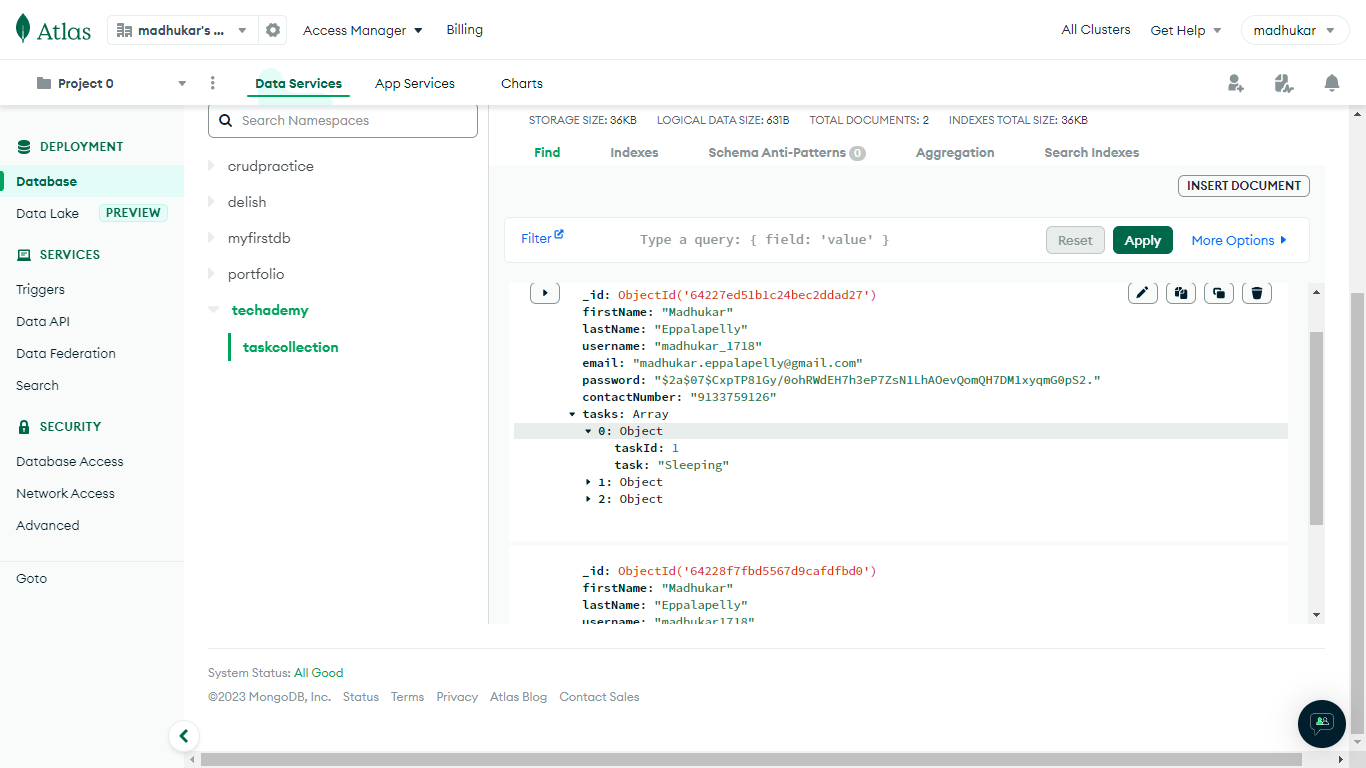 Atlas
madhukar's ...
Access Manager
Billing
All Clusters
Get Help
madhukar
Project 0
Data Services
App Services
Charts
DEPLOYMENT
Database
Data Lake PREVIEW
SERVICES
Triggers
Data API
Data Federation
Search
SECURITY
Database Access
Network Access
Advanced
Goto
Search Namespaces
crudpractice
delish
myfirstdb
portfolio
techademy
taskcollection
STORAGE SIZE: 36KB LOGICAL DATA SIZE: 631B TOTAL DOCUMENTS: 2 INDEXES TOTAL SIZE: 36KB
Find Indexes Schema Anti-Patterns 0 Aggregation Search Indexes
INSERT DOCUMENT
Filter Type a query: { field: 'value' } Reset Apply More Options
_id: ObjectId('64227ed51b1c24bec2ddad27')
firstName: "Madhukar"
lastName: "Eppalapelly"
username: "madhukar_1718"
email: "madhukar.eppalapelly@gmail.com"
password: "$2a$07$CxpTP81Gy/0ohRWdEH7h3eP7ZsNlLhAOevQomQH7DM1xyqmG0pS2."
contactNumber: "9133759126"
tasks: Array
0: Object
taskId: 1
task: "Sleeping"
1: Object
2: Object
_id: ObjectId('64228f7fbd5567d9cafdfbd0')
firstName: "Madhukar"
lastName: "Eppalapelly"
username: "madhukar1718"
System Status: All Good
©2023 MongoDB, Inc. Status Terms Privacy Atlas Blog Contact Sales